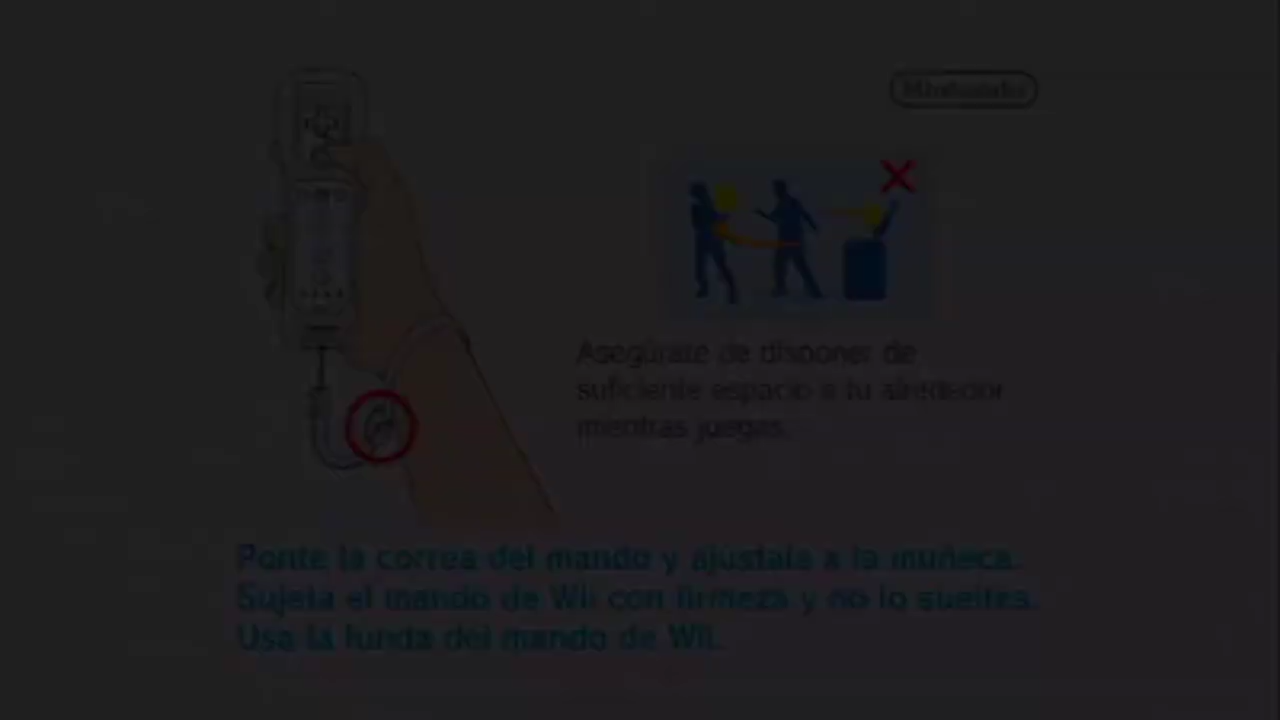 Nintendo
Asegúrate de disponer de
suficiente espacio a tu alrededor
mientras juegas.
Ponte la correa del mando y ajústala a la muñeca.
Sujeta el mando de Wii con firmeza y no lo sueltes.
Usa la funda del mando de Wii.